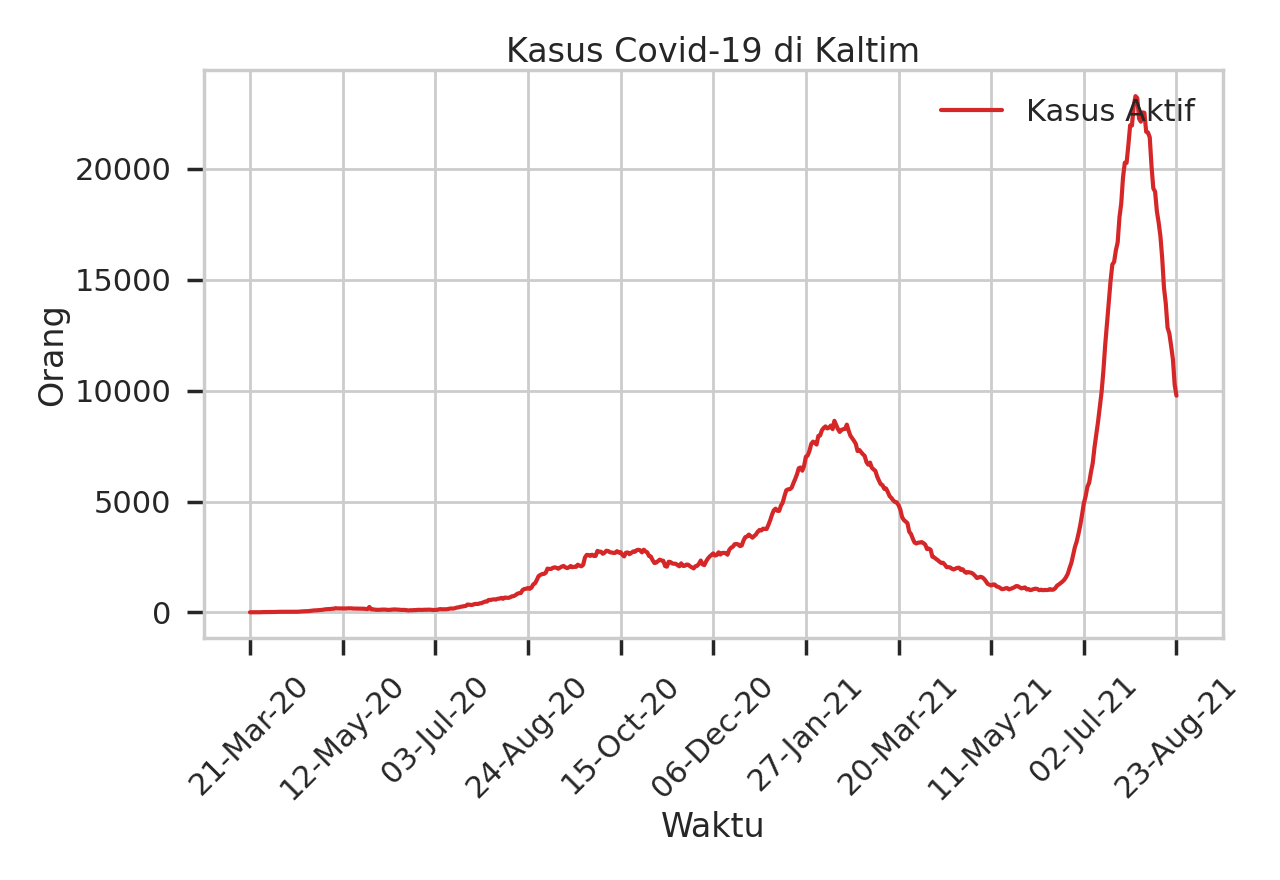 Kasus Covid-19 di Kaltim
Kasus Aktif
Orang
20000
15000
10000
5000
0
21-Mar-20
12-May-20
03-Jul-20
24-Aug-20
15-Oct-20
06-Dec-20
27-Jan-21
20-Mar-21
11-May-21
02-Jul-21
23-Aug-21
Waktu